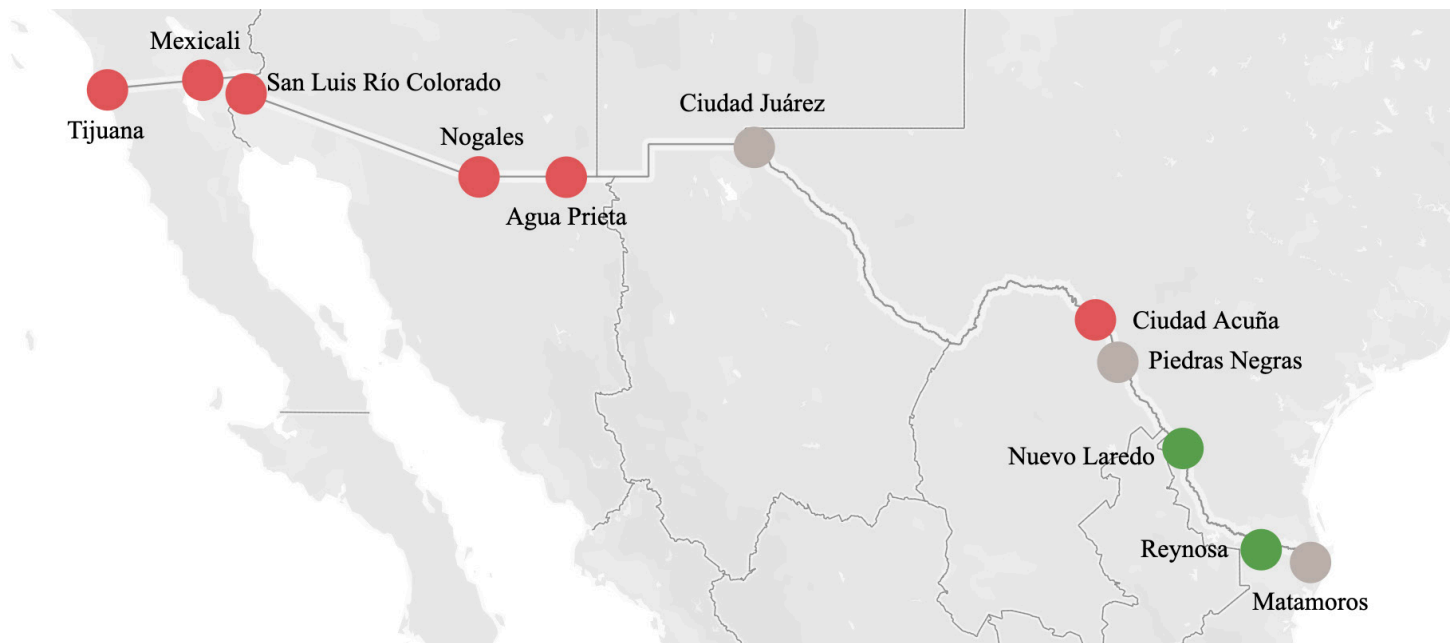 Mexicali
San Luis Río Colorado
Tijuana
Ciudad Juárez
Nogales
Agua Prieta
Ciudad Acuña
Piedras Negras
Nuevo Laredo
Reynosa
Matamoros